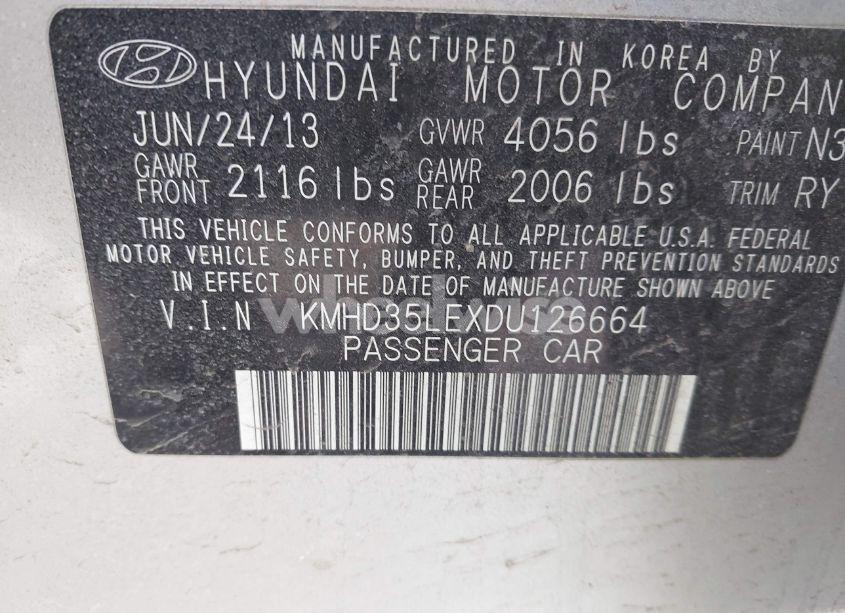 MANUFACTURED IN KOREA BY
HYUNDAI MOTOR COMPAN
JUN/24/13 GVWR 4056 lbs PAINT N3
GAWR FRONT 2116 lbs GAWR REAR 2006 lbs TRIM RY
THIS VEHICLE CONFORMS TO ALL APPLICABLE U.S.A. FEDERAL
MOTOR VEHICLE SAFETY, BUMPER, AND THEFT PREVENTION STANDARDS
IN EFFECT ON THE DATE OF MANUFACTURE SHOWN ABOVE
V.I.N KMHD35LEXDU126664
PASSENGER CAR